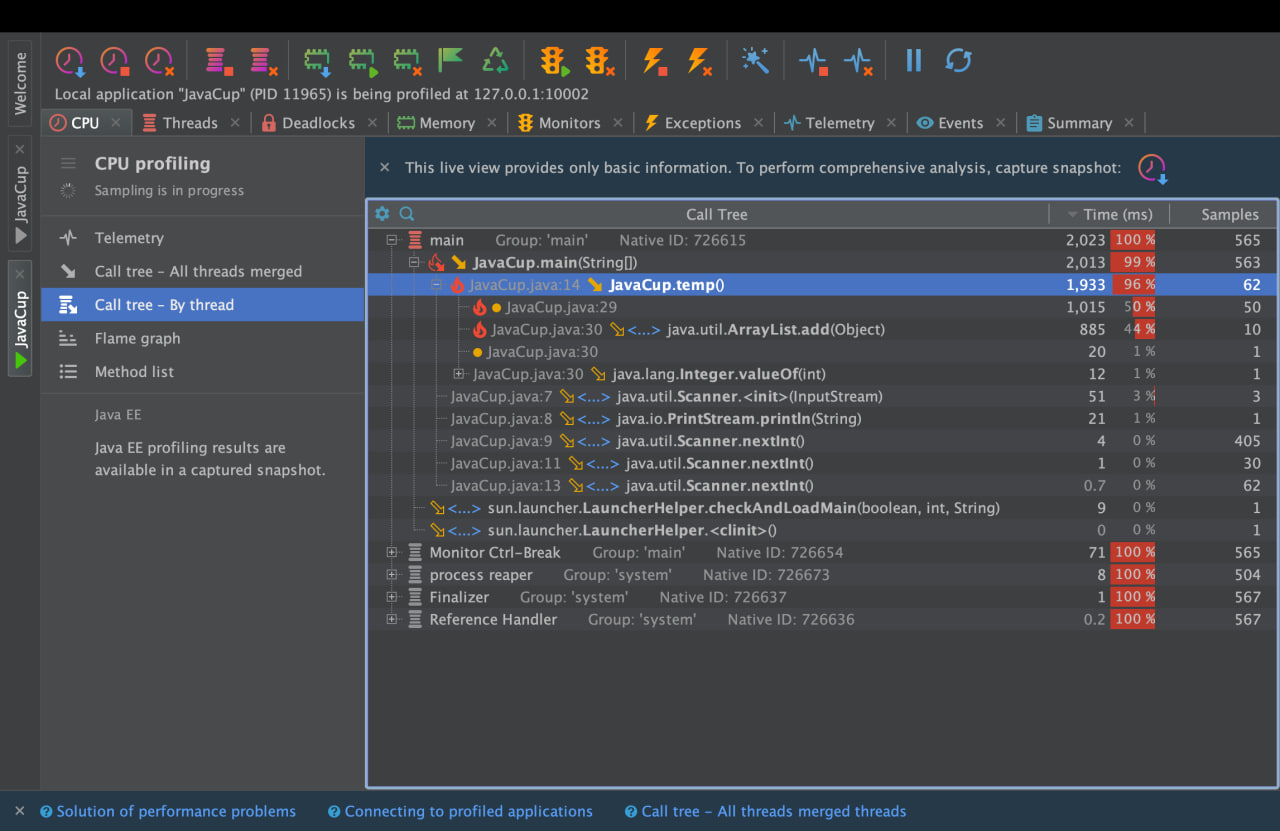 Welcome
JavaCup
JavaCup
Local application "JavaCup" (PID 11965) is being profiled at 127.0.0.1:10002
CPU Threads Deadlocks Memory Monitors Exceptions Telemetry Events Summary
CPU profiling
Sampling is in progress
Telemetry
Call tree – All threads merged
Call tree – By thread
Flame graph
Method list
Java EE
Java EE profiling results are
available in a captured snapshot.
This live view provides only basic information. To perform comprehensive analysis, capture snapshot:
Call Tree Time (ms) Samples
main Group: 'main' Native ID: 726615 2,023 100 % 565
JavaCup.main(String[]) 2,013 99 % 563
JavaCup.java:14 JavaCup.temp() 1,933 96 % 62
JavaCup.java:29 1,015 50 % 50
JavaCup.java:30 <...> java.util.ArrayList.add(Object) 885 44 % 10
JavaCup.java:30 20 1 % 1
JavaCup.java:30 java.lang.Integer.valueOf(int) 12 1 % 1
JavaCup.java:7 <...> java.util.Scanner.<init>(InputStream) 51 3 % 3
JavaCup.java:8 <...> java.io.PrintStream.println(String) 21 1 % 1
JavaCup.java:9 <...> java.util.Scanner.nextInt() 4 0 % 405
JavaCup.java:11 <...> java.util.Scanner.nextInt() 1 0 % 30
JavaCup.java:13 <...> java.util.Scanner.nextInt() 0.7 0 % 62
<...> sun.launcher.LauncherHelper.checkAndLoadMain(boolean, int, String) 9 0 % 1
<...> sun.launcher.LauncherHelper.<clinit>() 0 0 % 1
Monitor Ctrl-Break Group: 'main' Native ID: 726654 71 100 % 565
process reaper Group: 'system' Native ID: 726673 8 100 % 504
Finalizer Group: 'system' Native ID: 726637 1 100 % 567
Reference Handler Group: 'system' Native ID: 726636 0.2 100 % 567
Solution of performance problems Connecting to profiled applications Call tree – All threads merged threads